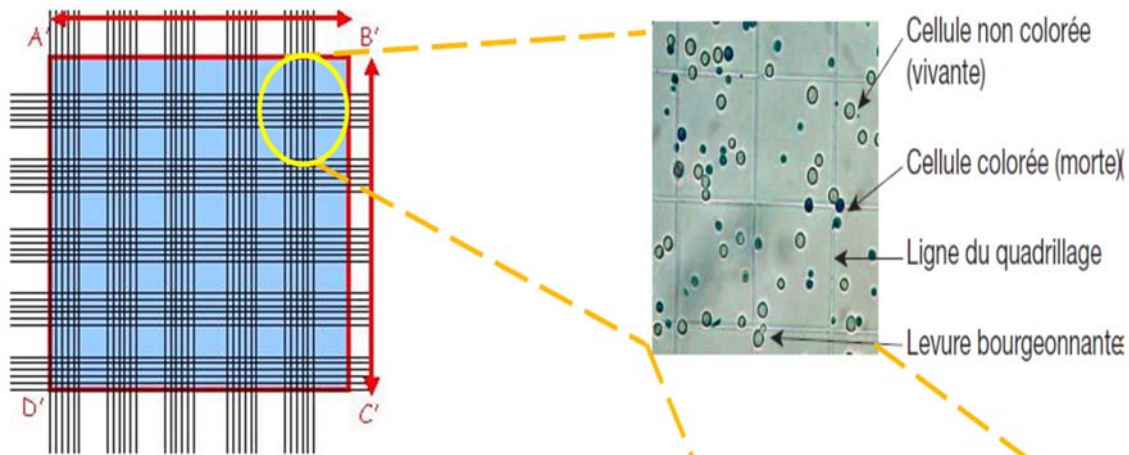 A' B'
Cellule non colorée
(vivante)
Cellule colorée (morte)
Ligne du quadrillage
Levure bourgeonnante
D' C'